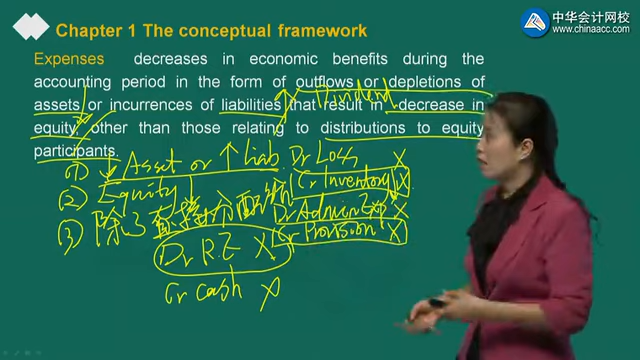 Chapter 1 The conceptual framework
中华会计网校
www.chinaacc.com
Expenses decreases in economic benefits during the
accounting period in the form of outflows or depletions of
assets or incurrences of liabilities that result in decrease in
equity, other than those relating to distributions to equity
participants.
Dividend
① ↓ Asset or ↑ Liab.
② Equity ↓
③ 除了
Dr Loss X
Cr Inventory X
Dr Admin Exp X
Cr Provision X
Dr R.E X
Cr cash X